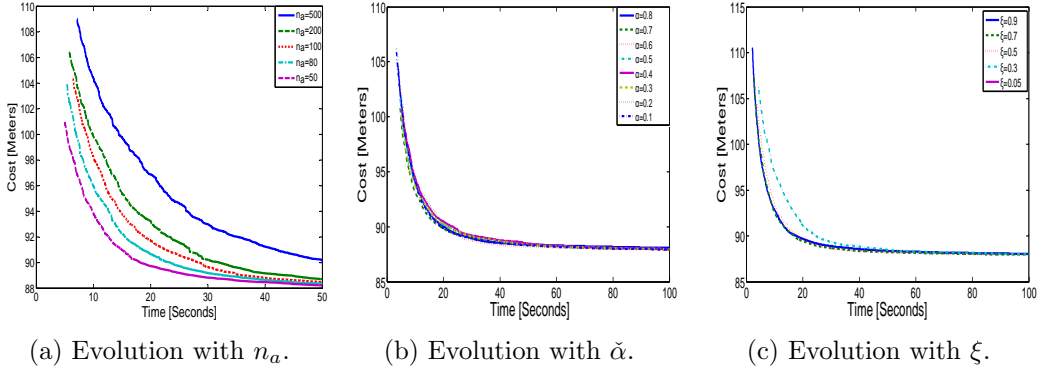 110
108
106
104
102
100
98
96
94
92
90
88
0
10
20
30
40
50
Cost [Meters]
Time [Seconds]
n_a=500
n_a=200
n_a=100
n_a=80
n_a=50
(a) Evolution with n_a.
110
105
100
95
90
85
0
20
40
60
80
100
Cost [Meters]
Time [Seconds]
α=0.8
α=0.7
α=0.6
α=0.5
α=0.4
α=0.3
α=0.2
α=0.1
(b) Evolution with α̌.
115
110
105
100
95
90
85
0
20
40
60
80
100
Cost [Meters]
Time [Seconds]
ξ=0.9
ξ=0.7
ξ=0.5
ξ=0.3
ξ=0.05
(c) Evolution with ξ.